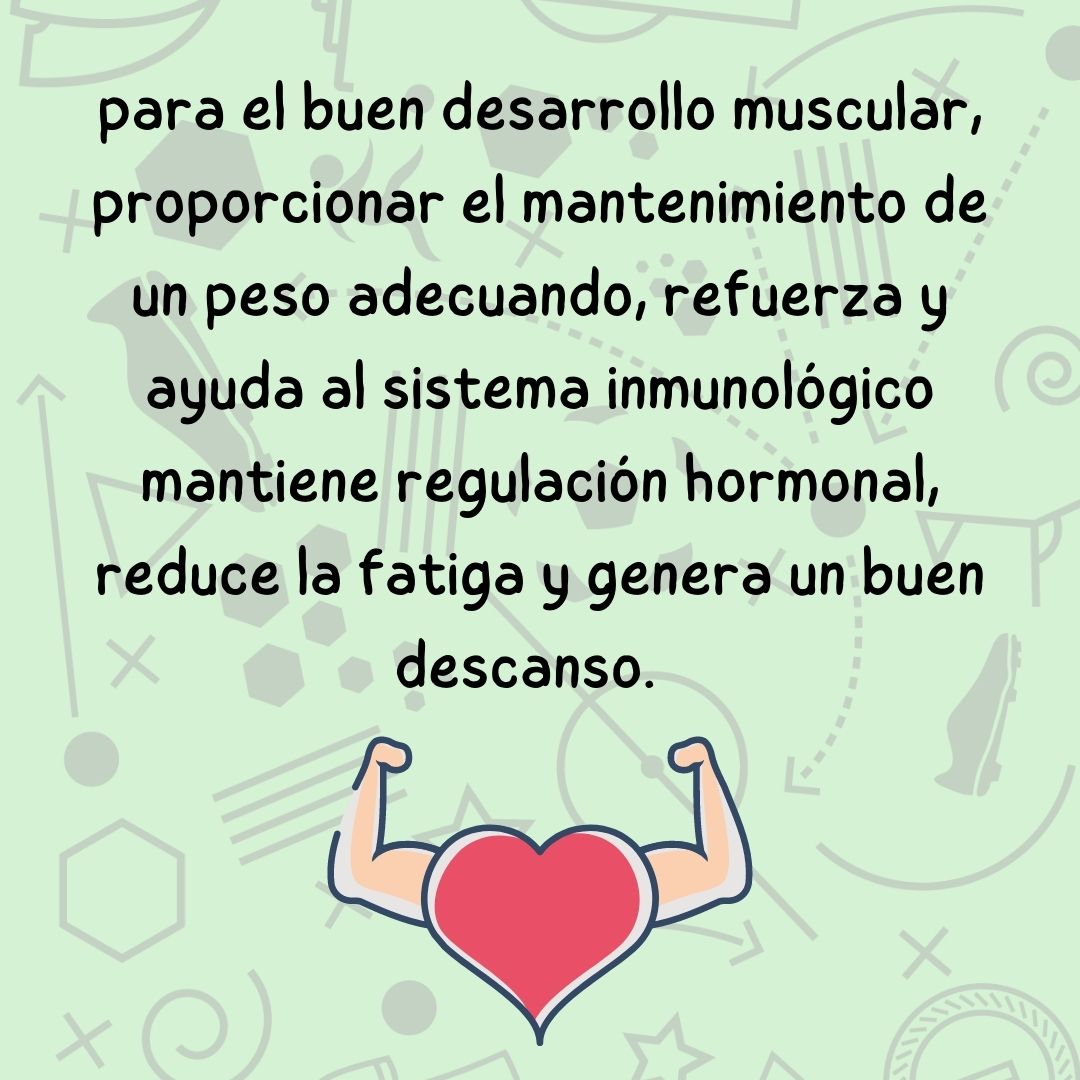 para el buen desarrollo muscular,
proporcionar el mantenimiento de
un peso adecuando, refuerza y
ayuda al sistema inmunológico
mantiene regulación hormonal,
reduce la fatiga y genera un buen
descanso.